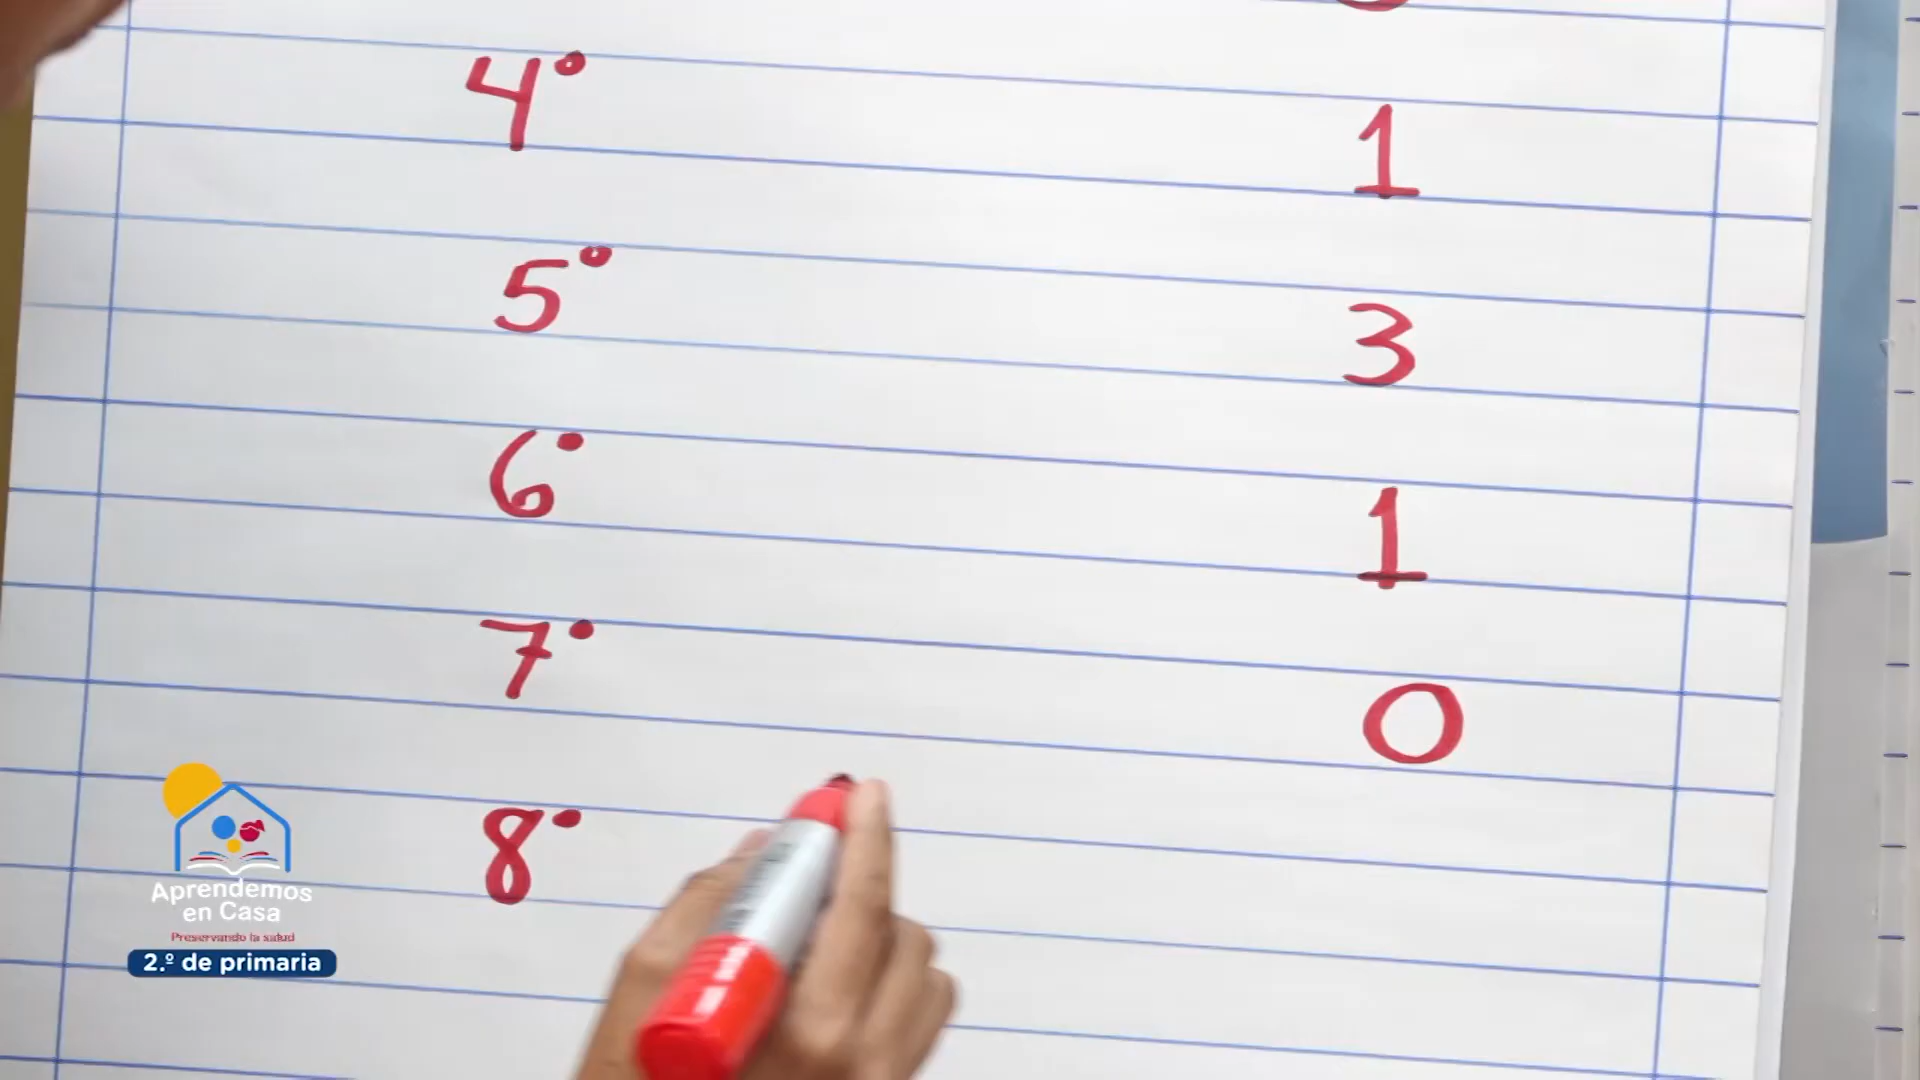 4° 1
5° 3
6° 1
7° 0
8°
Aprendemos
en Casa
Preservando la salud
2.º de primaria